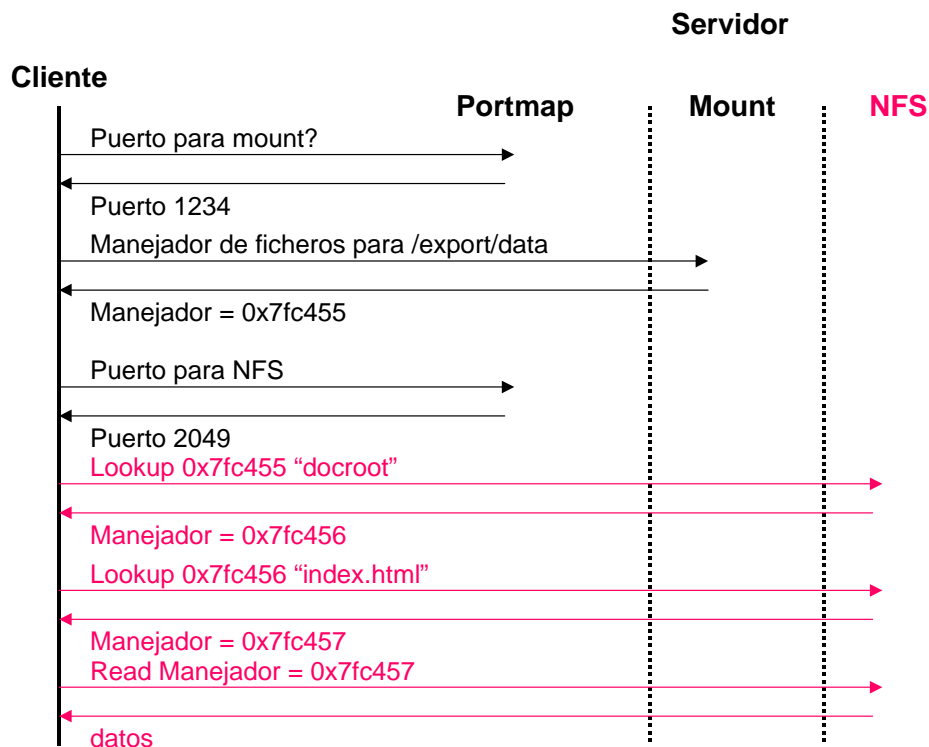 Servidor
Cliente
Portmap
Mount
NFS
Puerto para mount?
Puerto 1234
Manejador de ficheros para /export/data
Manejador = 0x7fc455
Puerto para NFS
Puerto 2049
Lookup 0x7fc455 “docroot”
Manejador = 0x7fc456
Lookup 0x7fc456 “index.html”
Manejador = 0x7fc457
Read Manejador = 0x7fc457
datos